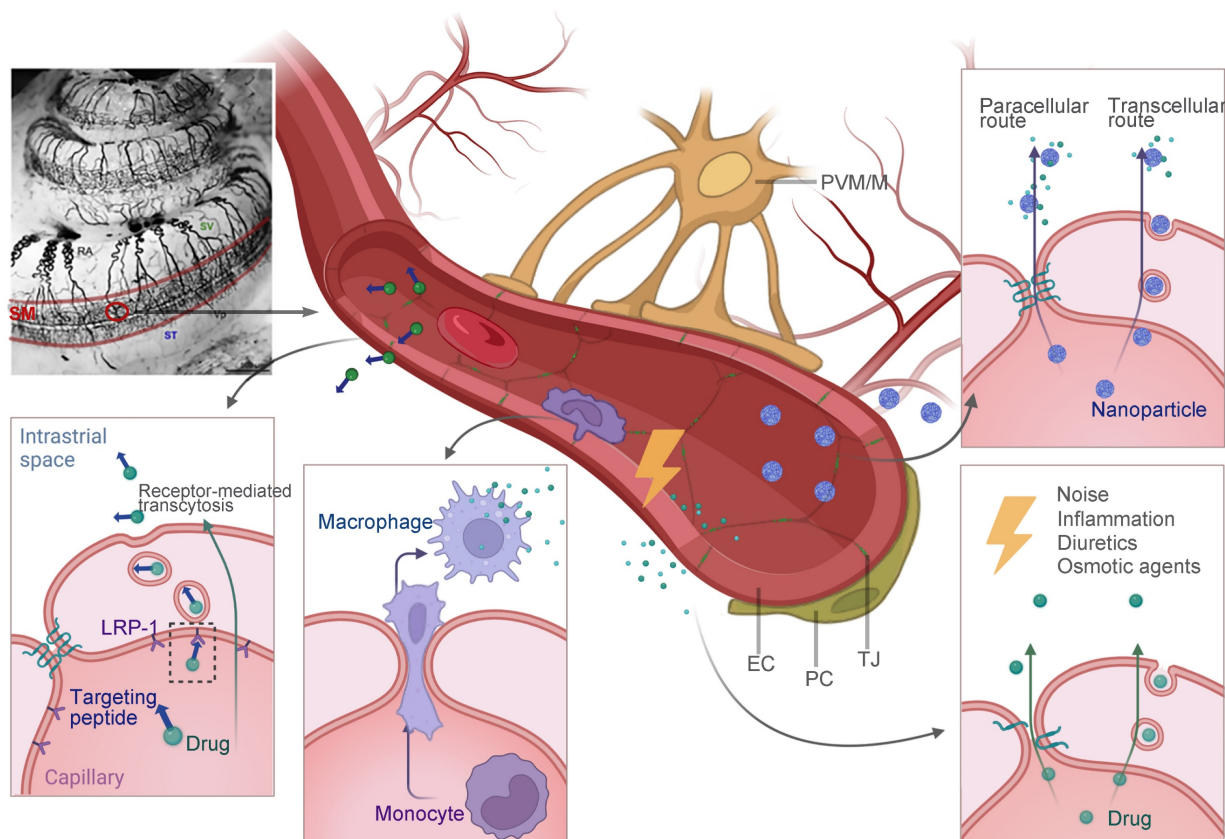 SV
RA
SM
Vp
ST
PVM/M
Paracellular
route
Transcellular
route
Nanoparticle
Intrastrial
space
Receptor-mediated
transcytosis
LRP-1
Targeting
peptide
Drug
Capillary
Macrophage
Monocyte
EC
PC
TJ
Noise
Inflammation
Diuretics
Osmotic agents
Drug